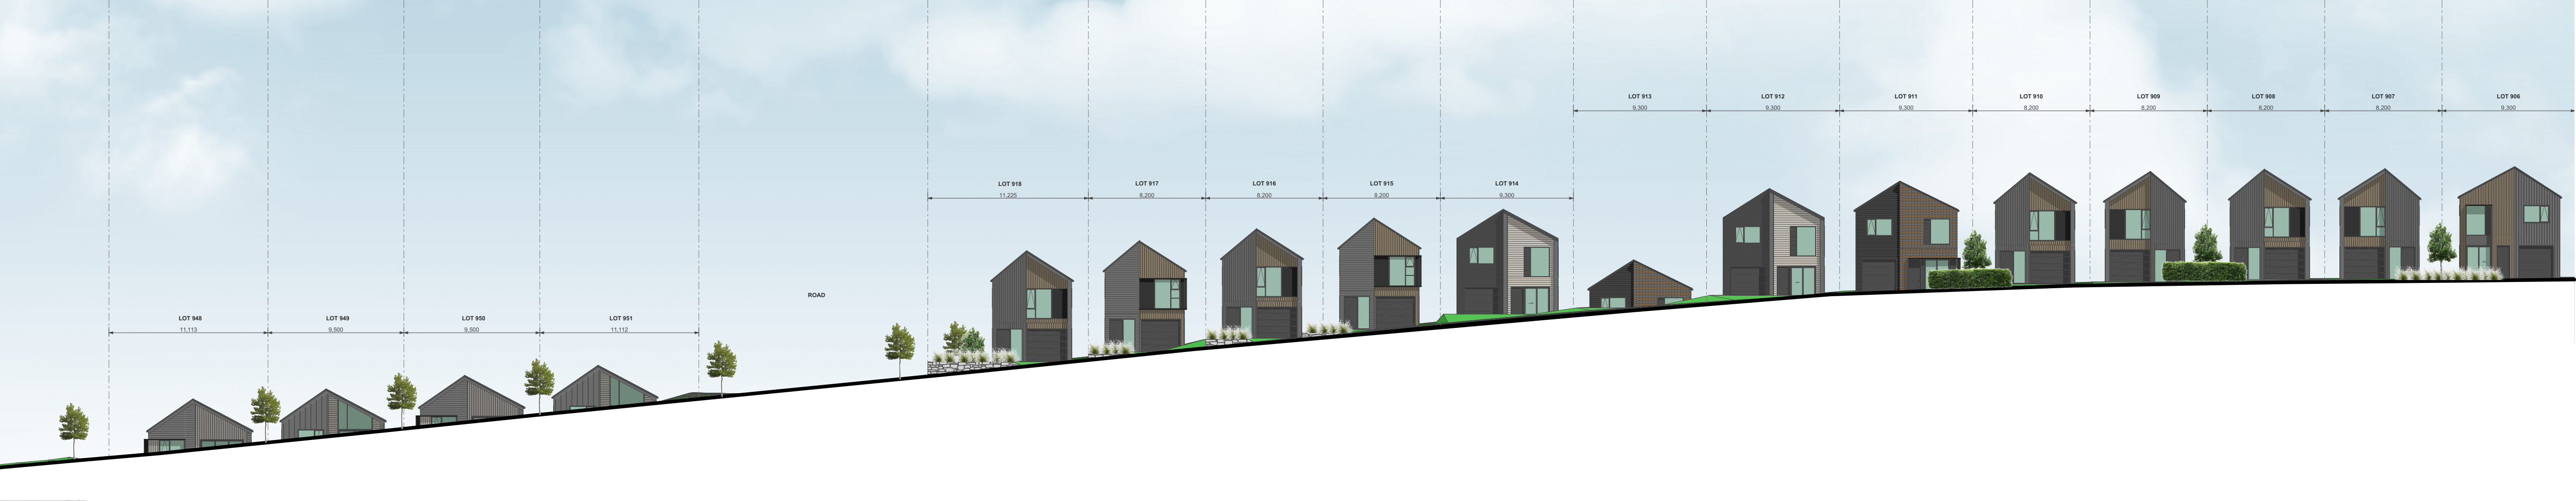 LOT 913
LOT 912
LOT 911
LOT 910
LOT 909
LOT 908
LOT 907
LOT 906
9,300
9,300
9,300
8,200
8,200
8,200
8,200
9,300
LOT 918
LOT 917
LOT 916
LOT 915
LOT 914
11,225
8,200
8,200
8,200
9,300
ROAD
LOT 948
LOT 949
LOT 950
LOT 951
11,113
9,500
9,500
11,112